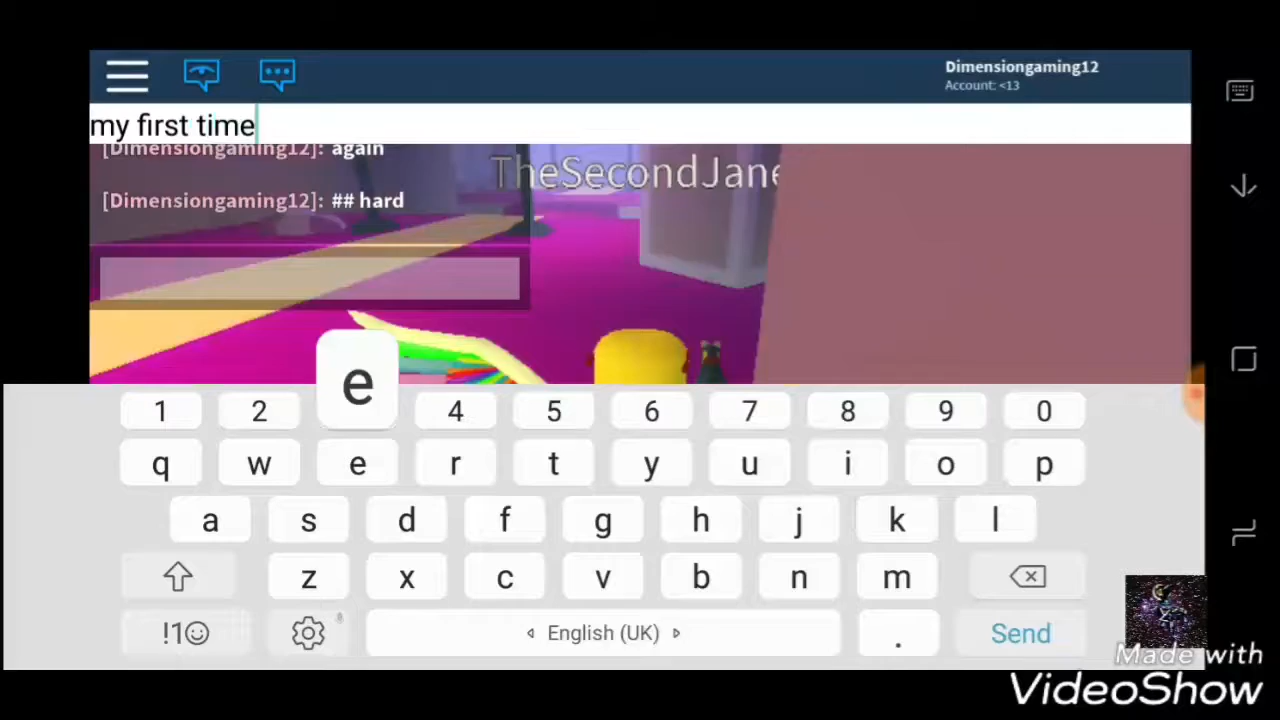 Dimensiongaming12
Account: <13
my first time
[Dimensiongaming12]: again
TheSecondJane
[Dimensiongaming12]: ## hard
e
1 2 4 5 6 7 8 9 0
q w e r t y u i o p
a s d f g h j k l
z x c v b n m
!1☺ English (UK) . Send
Made with
VideoShow